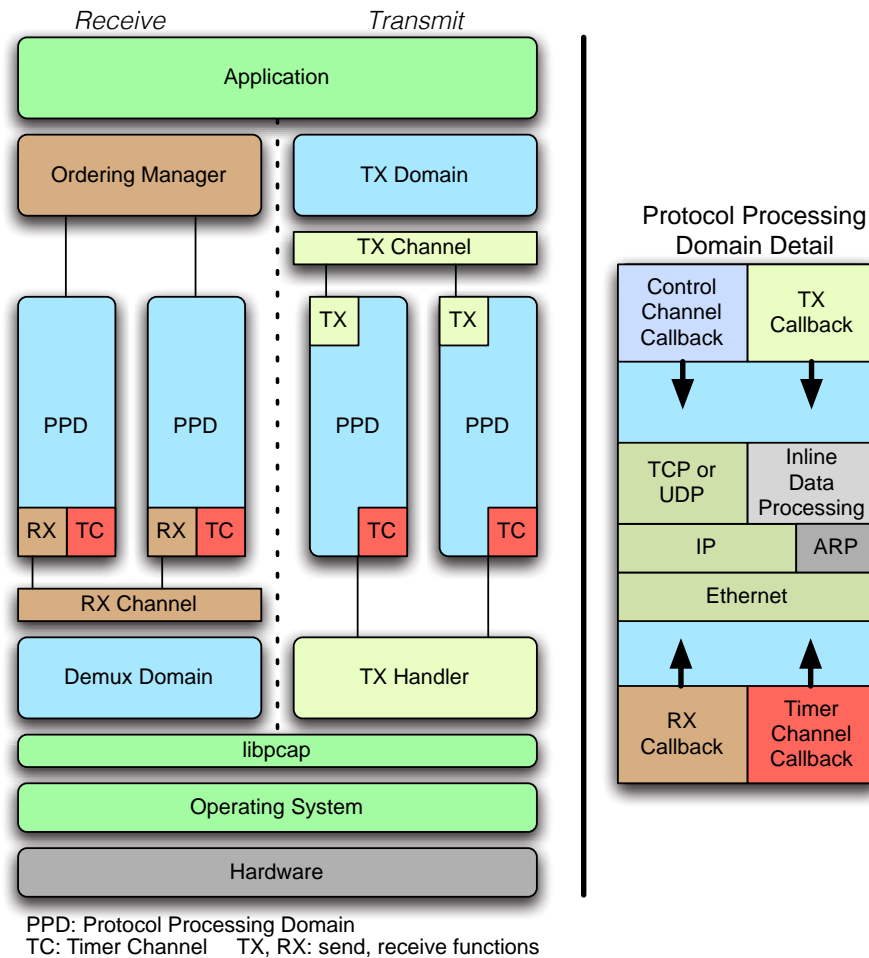 Receive
Transmit
Application
Ordering Manager
TX Domain
TX Channel
TX
TX
PPD
PPD
PPD
PPD
RX
TC
RX
TC
TC
TC
RX Channel
Demux Domain
TX Handler
libpcap
Operating System
Hardware
PPD: Protocol Processing Domain
TC: Timer Channel TX, RX: send, receive functions
Protocol Processing
Domain Detail
Control
Channel
Callback
TX
Callback
TCP or
UDP
Inline
Data
Processing
IP
ARP
Ethernet
RX
Callback
Timer
Channel
Callback